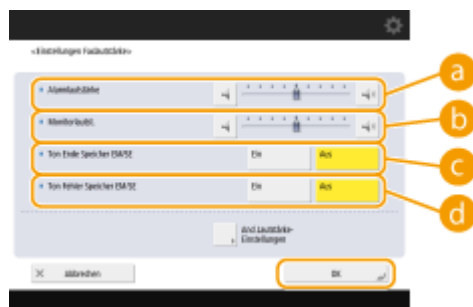 <Einstellungen Faxlautstärke>
Alarmlautstärke
a
Monitorlautst.
b
Ton Ende Speicher EM/SE
Ein
Aus
c
Ton Fehler Speicher EM/SE
Ein
Aus
d
And. Lautstärke-
Einstellungen
Abbrechen
OK